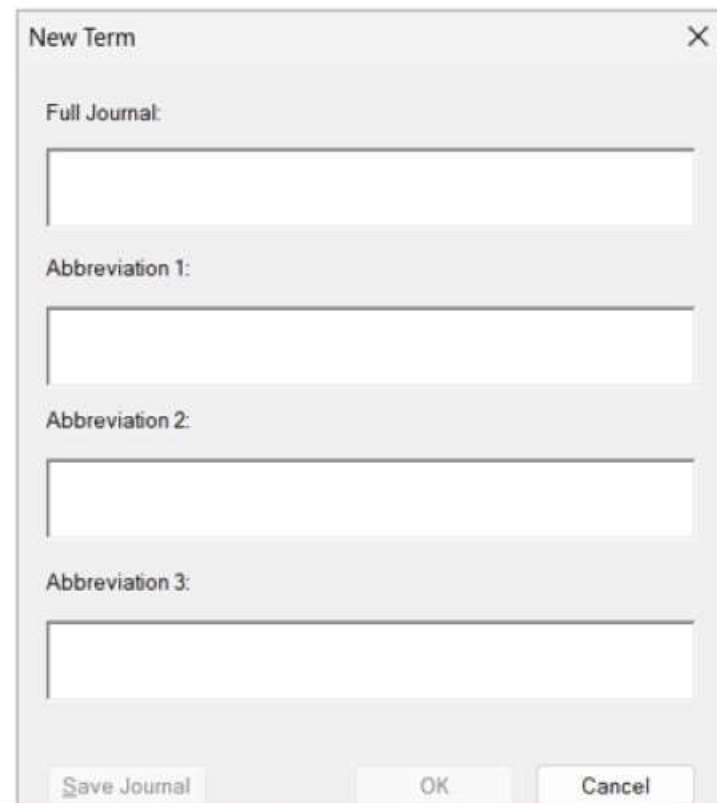 New Term
Full Journal:
Abbreviation 1:
Abbreviation 2:
Abbreviation 3:
Save Journal OK Cancel